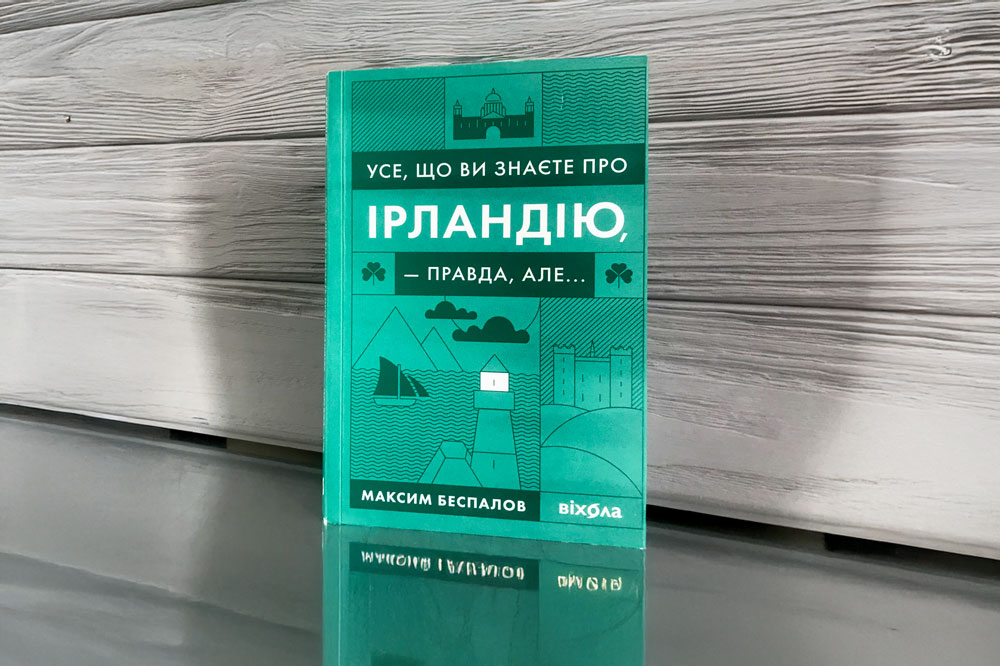 УСЕ, ЩО ВИ ЗНАЄТЕ ПРО
ІРЛАНДІЮ,
— ПРАВДА, АЛЕ...
МАКСИМ БЕСПАЛОВ
віхола